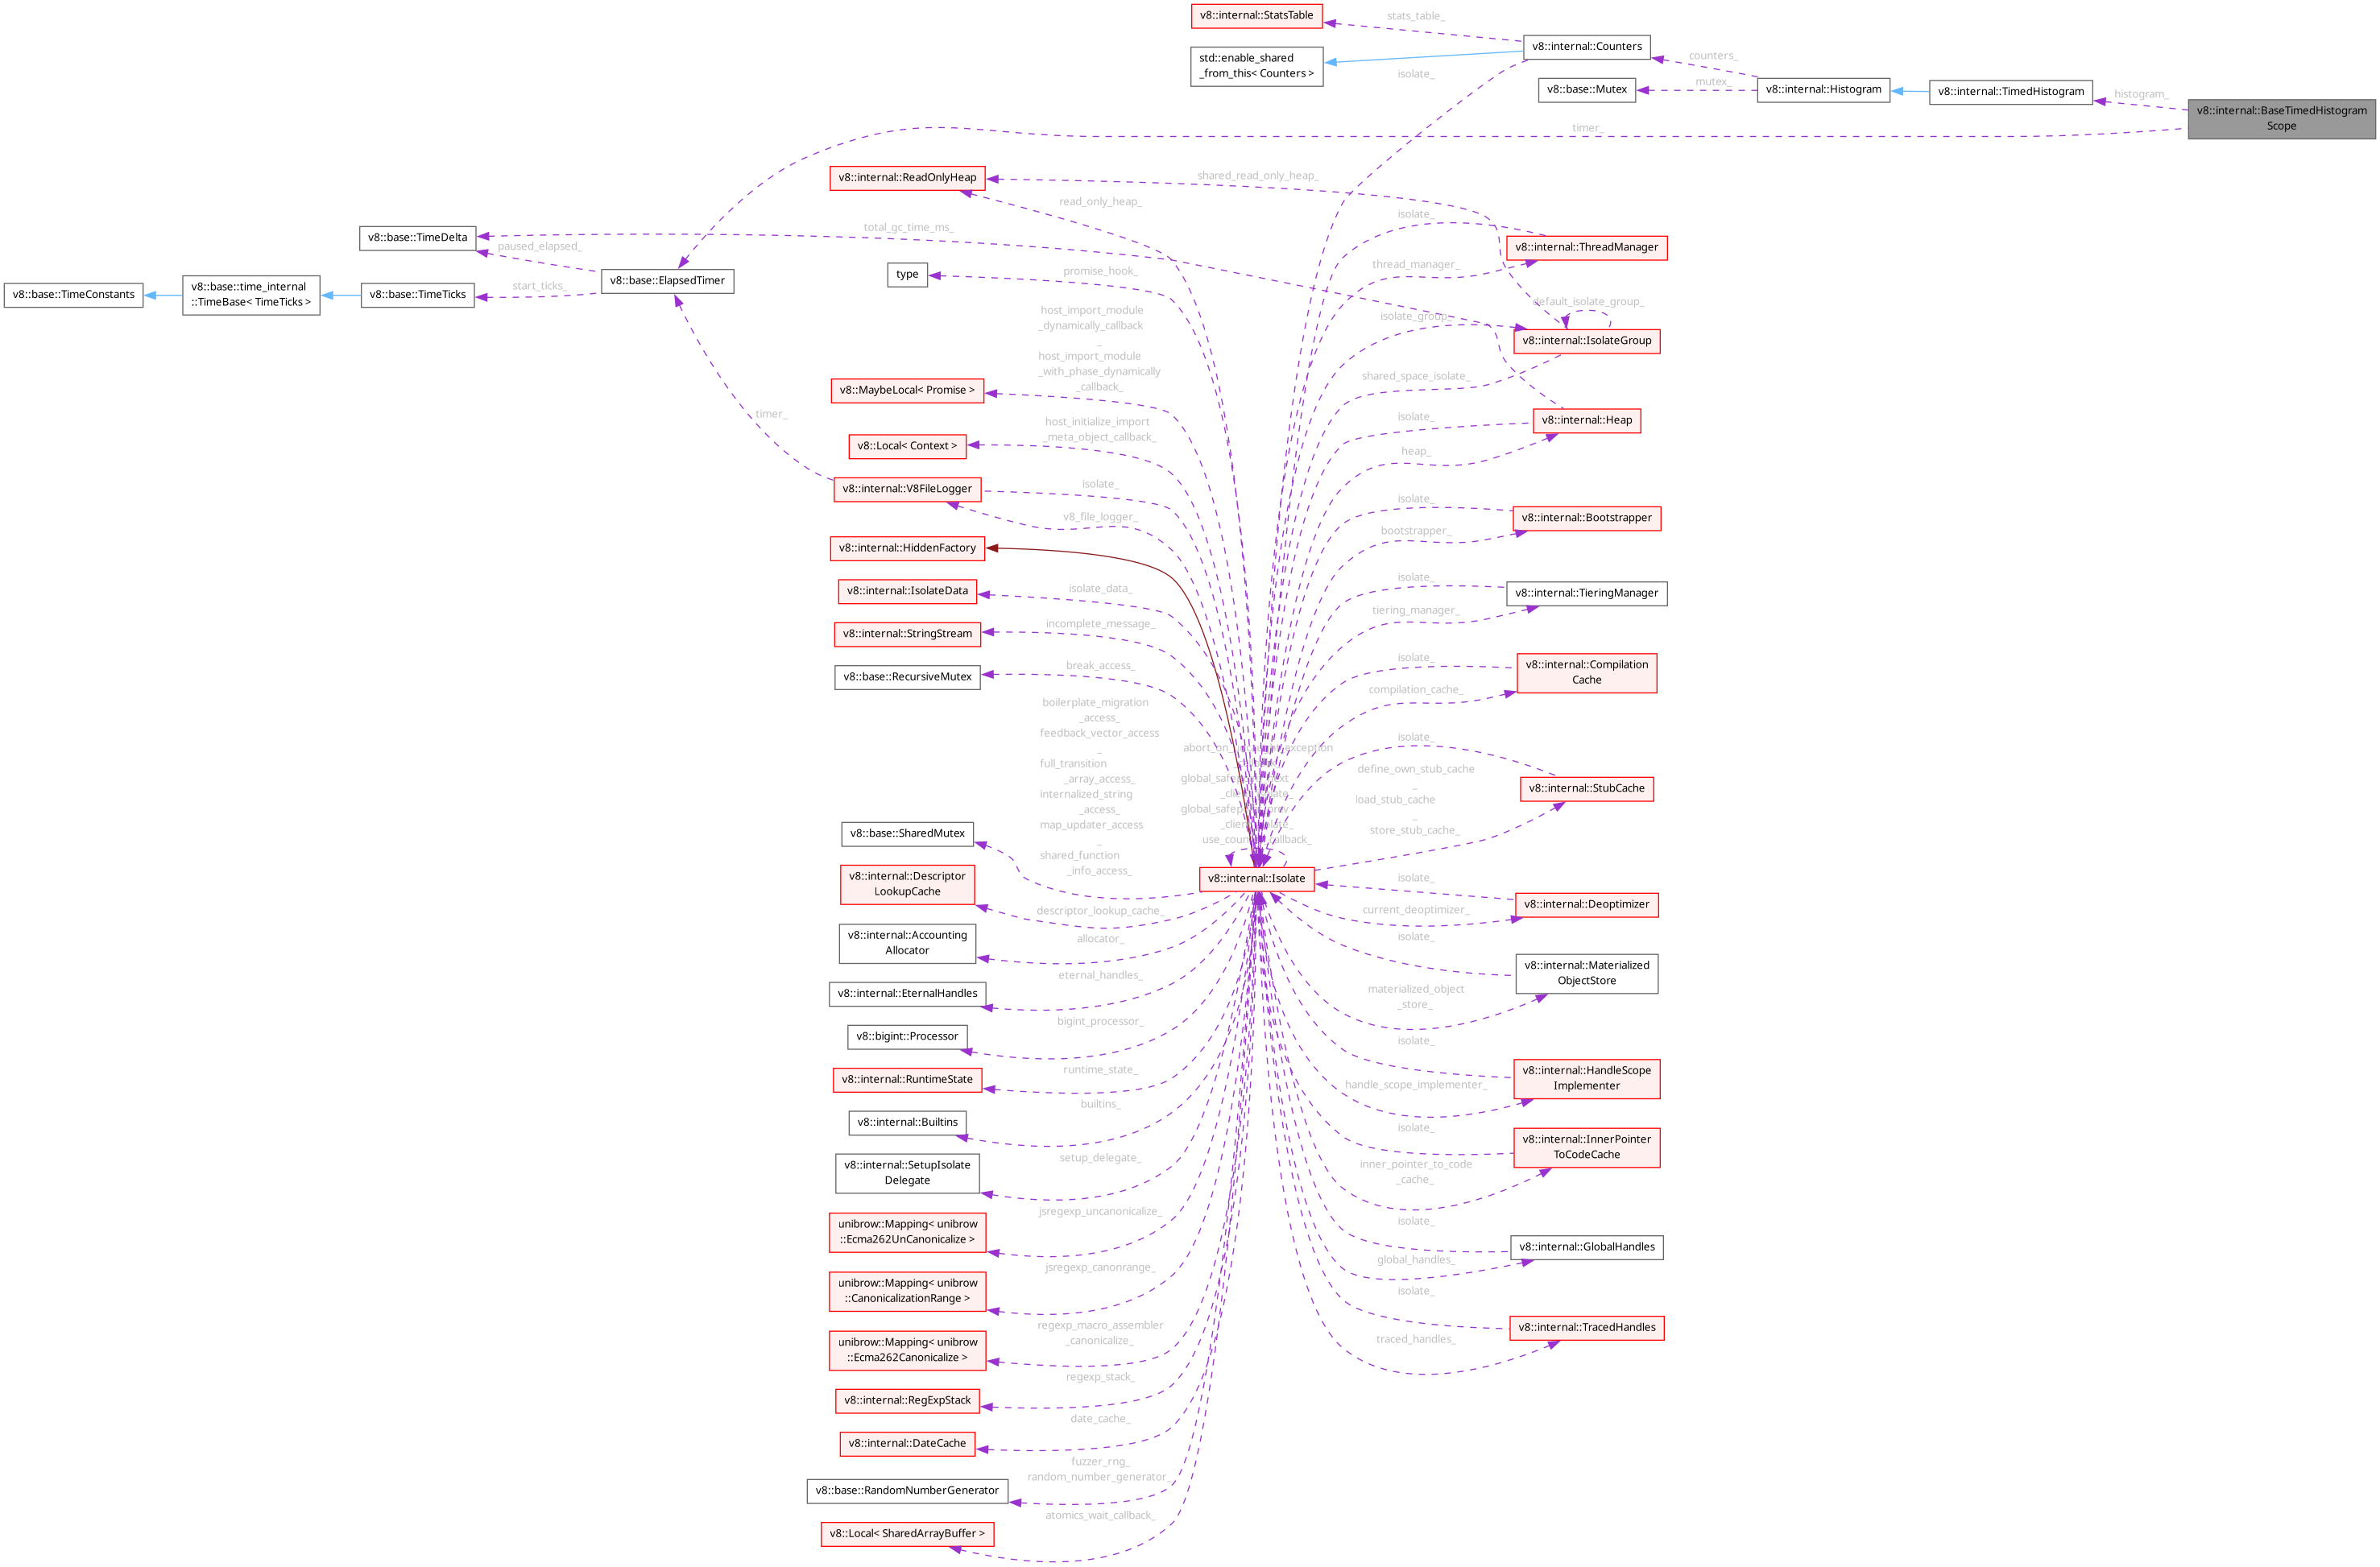 v8::internal::StatsTable
stats_table_
v8::internal::Counters
std::enable_shared
_from_this< Counters >
isolate_
counters_
v8::base::Mutex
mutex_
v8::internal::Histogram
v8::internal::TimedHistogram
histogram_
v8::internal::BaseTimedHistogram
Scope
timer_
v8::internal::ReadOnlyHeap
shared_read_only_heap_
read_only_heap_
v8::base::TimeDelta
paused_elapsed_
total_gc_time_ms_
isolate_
v8::internal::ThreadManager
thread_manager_
type
promise_hook_
v8::base::TimeConstants
v8::base::time_internal
::TimeBase< TimeTicks >
v8::base::TimeTicks
start_ticks_
v8::base::ElapsedTimer
default_isolate_group_
isolate_group_
v8::internal::IsolateGroup
host_import_module
_dynamically_callback
_
host_import_module
_with_phase_dynamically
_callback_
shared_space_isolate_
v8::MaybeLocal< Promise >
timer_
isolate_
v8::internal::Heap
heap_
host_initialize_import
_meta_object_callback_
v8::Local< Context >
v8::internal::V8FileLogger
isolate_
v8_file_logger_
isolate_
v8::internal::Bootstrapper
bootstrapper_
v8::internal::HiddenFactory
v8::internal::IsolateData
isolate_data_
isolate_
v8::internal::TieringManager
tiering_manager_
v8::internal::StringStream
incomplete_message_
v8::base::RecursiveMutex
break_access_
isolate_
v8::internal::Compilation
Cache
compilation_cache_
boilerplate_migration
_access_
feedback_vector_access
_
full_transition
_array_access_
internalized_string
_access_
map_updater_access
_
shared_function
_info_access_
isolate_
define_own_stub_cache
_
load_stub_cache
_
store_stub_cache_
v8::internal::StubCache
v8::base::SharedMutex
v8::internal::Isolate
v8::internal::Descriptor
LookupCache
descriptor_lookup_cache_
isolate_
v8::internal::Deoptimizer
current_deoptimizer_
v8::internal::Accounting
Allocator
allocator_
isolate_
v8::internal::Materialized
ObjectStore
materialized_object
_store_
v8::internal::EternalHandles
eternal_handles_
v8::bigint::Processor
bigint_processor_
isolate_
v8::internal::HandleScope
Implementer
handle_scope_implementer_
v8::internal::RuntimeState
runtime_state_
v8::internal::Builtins
builtins_
isolate_
v8::internal::InnerPointer
ToCodeCache
inner_pointer_to_code
_cache_
v8::internal::SetupIsolate
Delegate
setup_delegate_
unibrow::Mapping< unibrow
::Ecma262UnCanonicalize >
jsregexp_uncanonicalize_
isolate_
v8::internal::GlobalHandles
global_handles_
unibrow::Mapping< unibrow
::CanonicalizationRange >
jsregexp_canonrange_
isolate_
v8::internal::TracedHandles
traced_handles_
unibrow::Mapping< unibrow
::Ecma262Canonicalize >
regexp_macro_assembler
_canonicalize_
v8::internal::RegExpStack
regexp_stack_
v8::internal::DateCache
date_cache_
v8::base::RandomNumberGenerator
fuzzer_rng_
random_number_generator_
v8::Local< SharedArrayBuffer >
atomics_wait_callback_